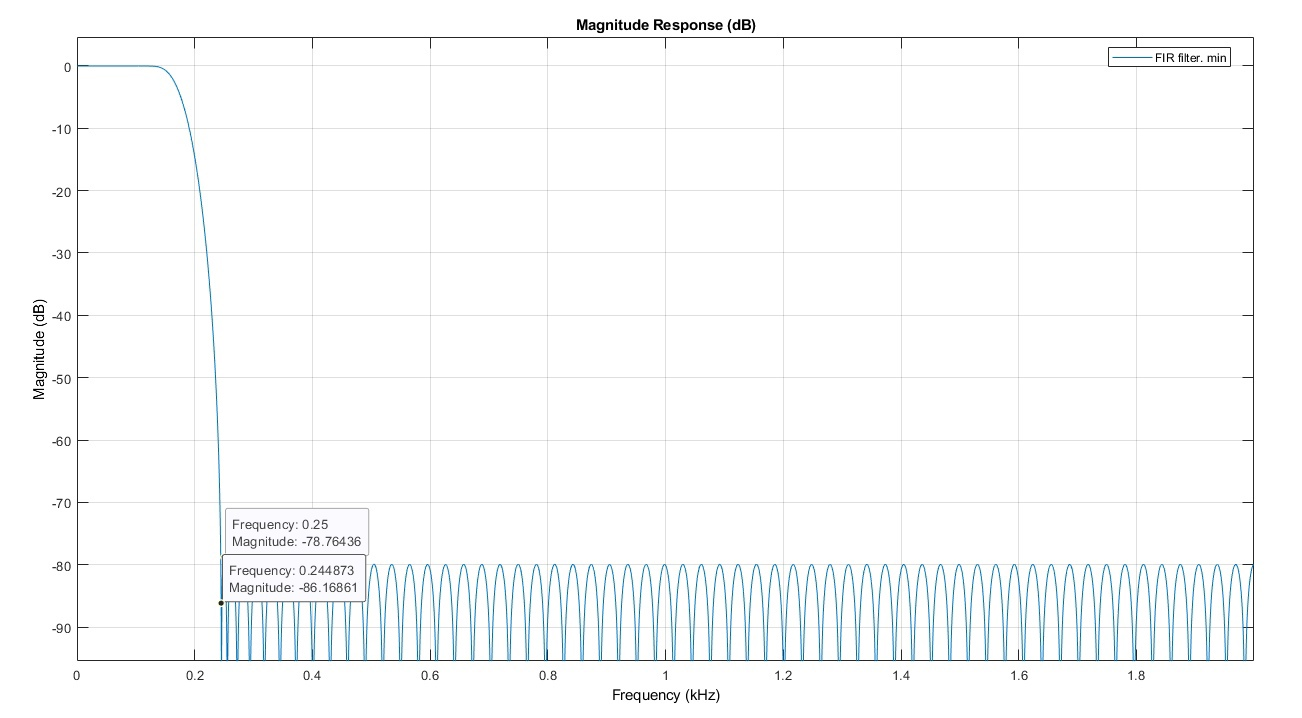 Magnitude Response (dB)
FIR filter. min
0
-10
-20
-30
-40
-50
-60
-70
-80
-90
Magnitude (dB)
Frequency: 0.25
Magnitude: -78.76436
Frequency: 0.244873
Magnitude: -86.16861
0 0.2 0.4 0.6 0.8 1 1.2 1.4 1.6 1.8
Frequency (kHz)